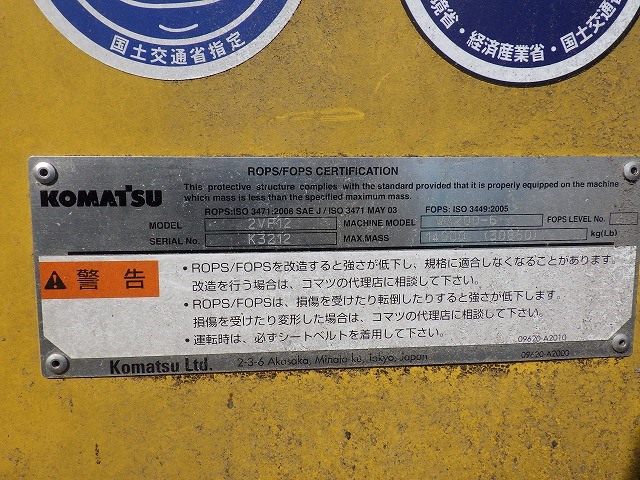 国土交通省指定
境省・経済産業省・国土交
ROPS/FOPS CERTIFICATION
KOMATSU
This protective structure complies with the standard provided that it is properly equipped on the machine
which mass is less than the specified maximum mass.
ROPS:ISO 3471:2008 SAE J / ISO 3471 MAY 03 FOPS: ISO 3449:2005
MODEL 2VF12 MACHINE MODEL FOPS LEVEL No.
SERIAL No. K3212 MAX.MASS kg(Lb)
警告
・ROPS/FOPSを改造すると強さが低下し、規格に適合しなくなることがあります。
改造を行う場合は、コマツの代理店に相談して下さい。
・ROPS/FOPSは、損傷を受けたり転倒したりすると強さが低下します。
損傷を受けたり変形した場合は、コマツの代理店に相談して下さい。
・運転時は、必ずシートベルトを着用して下さい。
09620-A2010
Komatsu Ltd. 2-3-6 Akasaka, Minato-ku, Tokyo, Japan 09620-A2000